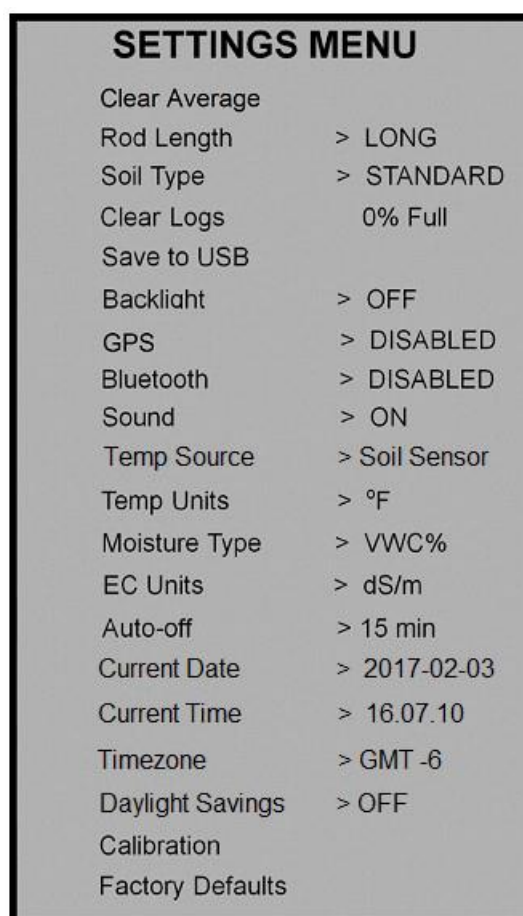 SETTINGS MENU
Clear Average
Rod Length > LONG
Soil Type > STANDARD
Clear Logs 0% Full
Save to USB
Backlight > OFF
GPS > DISABLED
Bluetooth > DISABLED
Sound > ON
Temp Source > Soil Sensor
Temp Units > ºF
Moisture Type > VWC%
EC Units > dS/m
Auto-off > 15 min
Current Date > 2017-02-03
Current Time > 16.07.10
Timezone > GMT -6
Daylight Savings > OFF
Calibration
Factory Defaults